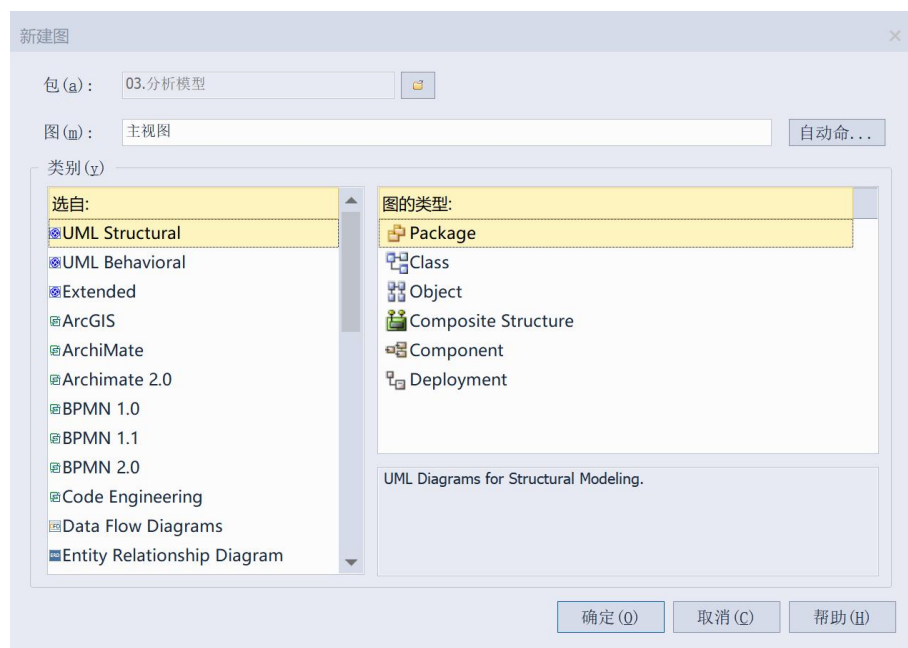 新建图
包(a): 03.分析模型
图(m): 主视图 自动命...
类别(y)
选自: 图的类型:
UML Structural Package
UML Behavioral Class
Extended Object
ArcGIS Composite Structure
ArchiMate Component
Archimate 2.0 Deployment
BPMN 1.0
BPMN 1.1
BPMN 2.0
UML Diagrams for Structural Modeling.
Code Engineering
Data Flow Diagrams
Entity Relationship Diagram
确定(O) 取消(C) 帮助(H)